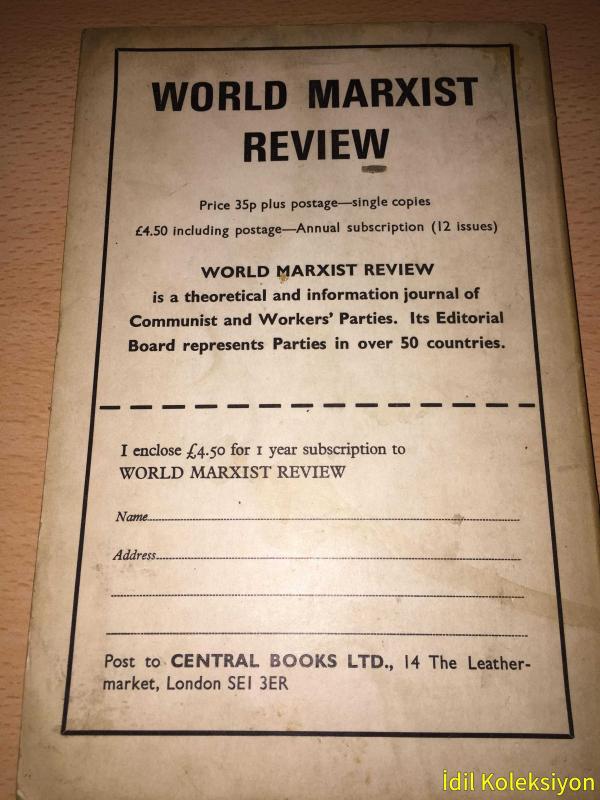 WORLD MARXIST
REVIEW
Price 35p plus postage—single copies
£4.50 including postage—Annual subscription (12 issues)
WORLD MARXIST REVIEW
is a theoretical and information journal of
Communist and Workers' Parties. Its Editorial
Board represents Parties in over 50 countries.
I enclose £4.50 for 1 year subscription to
WORLD MARXIST REVIEW
Name
Address
Post to CENTRAL BOOKS LTD., 14 The Leather-
market, London SE1 3ER
İdil Koleksiyon